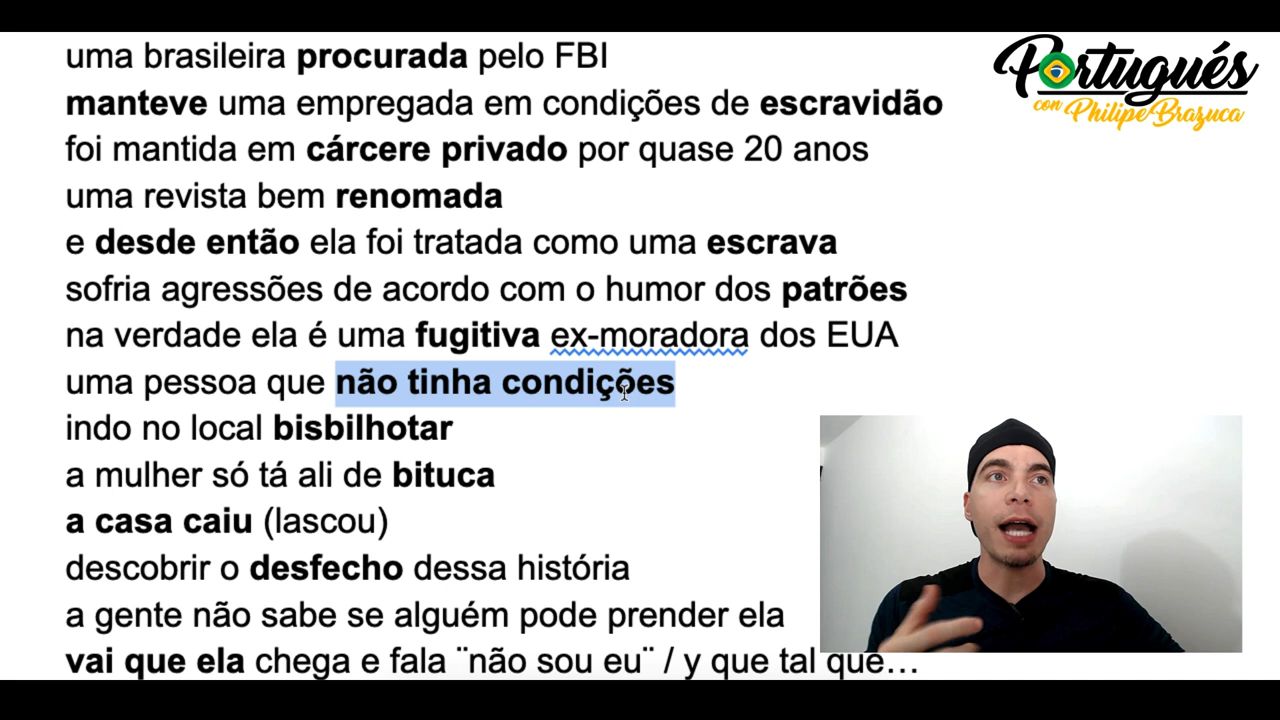 uma brasileira procurada pelo FBI
manteve uma empregada em condições de escravidão
foi mantida em cárcere privado por quase 20 anos
uma revista bem renomada
e desde então ela foi tratada como uma escrava
sofria agressões de acordo com o humor dos patrões
na verdade ela é uma fugitiva ex-moradora dos EUA
uma pessoa que não tinha condições
indo no local bisbilhotar
a mulher só tá ali de bituca
a casa caiu (lascou)
descobrir o desfecho dessa história
a gente não sabe se alguém pode prender ela
vai que ela chega e fala ¨não sou eu¨ / y que tal que…
Portugués
con Philipe Brazuca